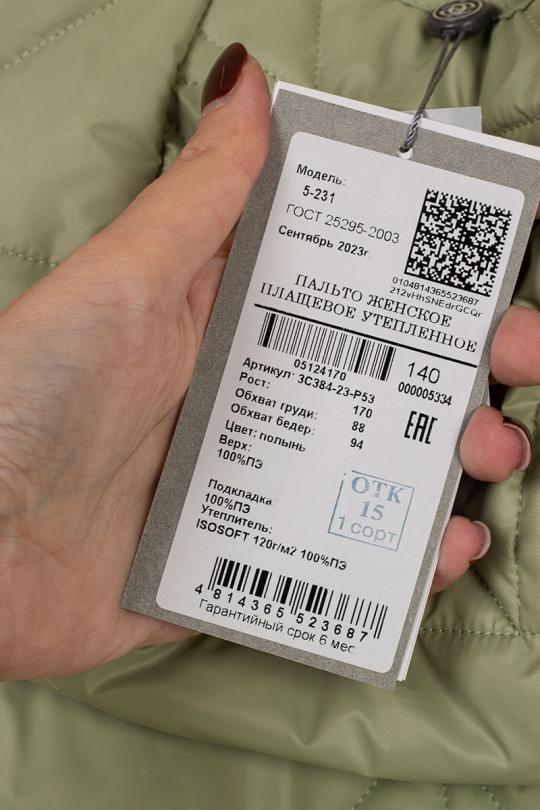 Модель:
5-231
ГОСТ 25295-2003
Сентябрь 2023г.
0104814365523687
212vHhSNEdrGCQr
ПАЛЬТО ЖЕНСКОЕ
ПЛАЩЕВОЕ УТЕПЛЕННОЕ
05124170
140
000005334
Артикул: 3С384-23-Р53
Рост: 170
Обхват груди: 88
Обхват бедер: 94
Цвет: полынь
Верх:
100%ПЭ
ЕАС
Подкладка:
100%ПЭ
Утеплитель:
ISOSOFT 120г/м2 100%ПЭ
ОТК
15
1 сорт
4 814365 523687
Гарантийный срок 6 мес.